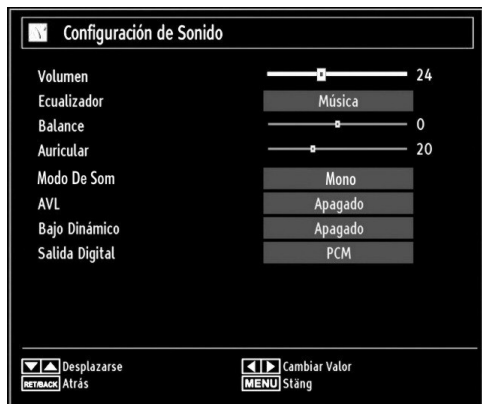 Configuración de Sonido
Volumen 24
Ecualizador Música
Balance 0
Auricular 20
Modo De Som Mono
AVL Apagado
Bajo Dinámico Apagado
Salida Digital PCM
Desplazarse Cambiar Valor
RET/BACK Atrás MENU Stäng